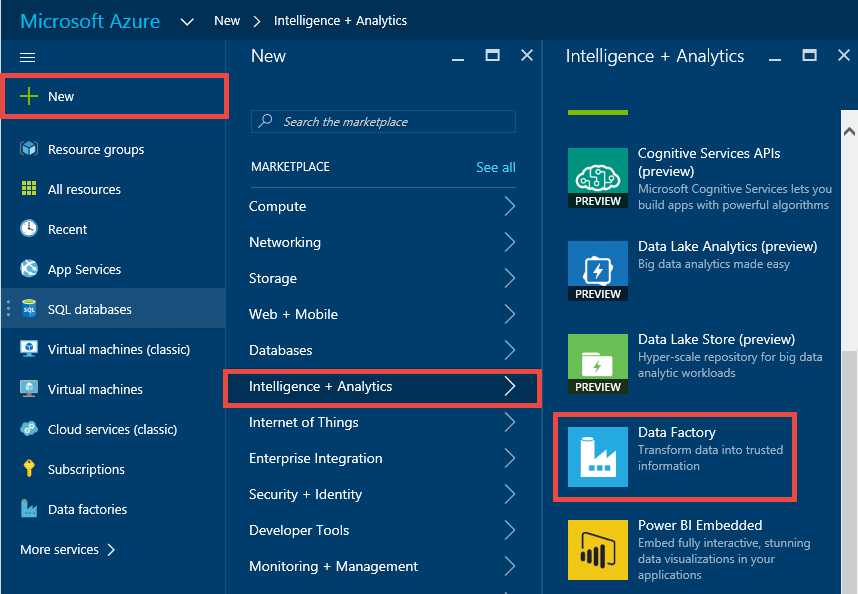 Microsoft Azure New > Intelligence + Analytics
New
Resource groups
All resources
Recent
App Services
SQL
SQL databases
Virtual machines (classic)
Virtual machines
Cloud services (classic)
Subscriptions
Data factories
More services >
New
Search the marketplace
MARKETPLACE See all
Compute
Networking
Storage
Web + Mobile
Databases
Intelligence + Analytics
Internet of Things
Enterprise Integration
Security + Identity
Developer Tools
Monitoring + Management
Intelligence + Analytics
Cognitive Services APIs
(preview)
Microsoft Cognitive Services lets you
build apps with powerful algorithms
PREVIEW
Data Lake Analytics (preview)
Big data analytics made easy
PREVIEW
Data Lake Store (preview)
Hyper-scale repository for big data
analytic workloads
PREVIEW
Data Factory
Transform data into trusted
information
Power BI Embedded
Embed fully interactive, stunning
data visualizations in your
applications